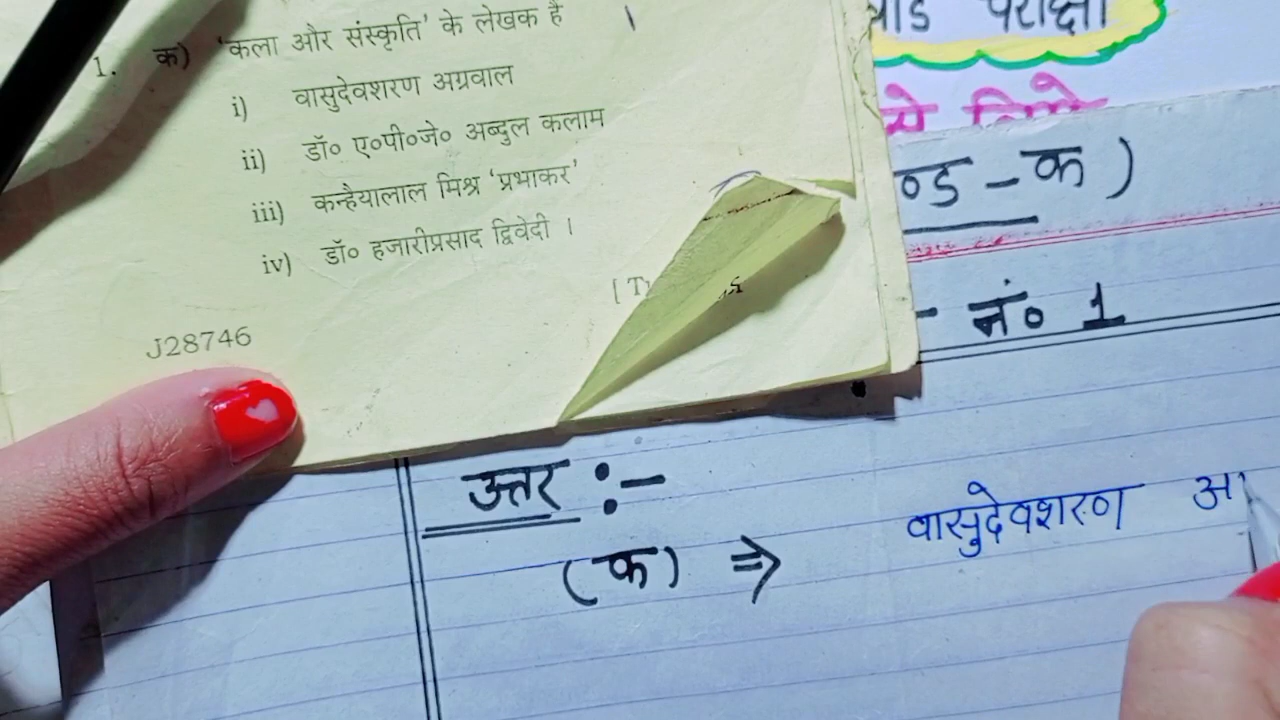 1. क) 'कला और संस्कृति' के लेखक हैं
i) वासुदेवशरण अग्रवाल
ii) डॉ० ए०पी०जे० अब्दुल कलाम
iii) कन्हैयालाल मिश्र 'प्रभाकर'
iv) डॉ० हजारीप्रसाद द्विवेदी ।
J28746
परीक्षा
से लिखे
ण्ड - क )
- नं० 1
उत्तर :-
(क) ⇒ वासुदेवशरण